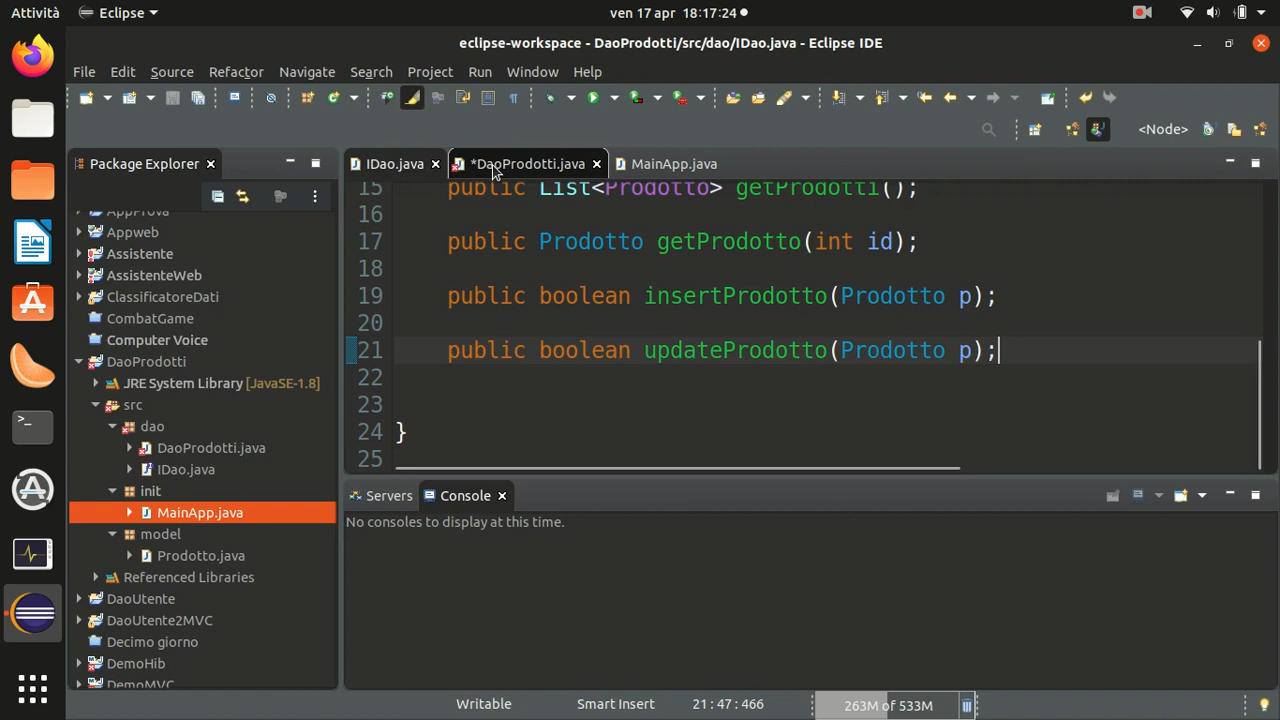 Attività
Eclipse
ven 17 apr 18:17:24
eclipse-workspace - DaoProdotti/src/dao/IDao.java - Eclipse IDE
File Edit Source Refactor Navigate Search Project Run Window Help
<Node>
Package Explorer
IDao.java
*DaoProdotti.java
MainApp.java
AppProva
Appweb
Assistente
AssistenteWeb
ClassificatoreDati
CombatGame
Computer Voice
DaoProdotti
JRE System Library [JavaSE-1.8]
src
dao
DaoProdotti.java
IDao.java
init
MainApp.java
model
Prodotto.java
Referenced Libraries
DaoUtente
DaoUtente2MVC
Decimo giorno
DemoHib
DemoMVC
15 public List<Prodotto> getProdotti();
16
17 public Prodotto getProdotto(int id);
18
19 public boolean insertProdotto(Prodotto p);
20
21 public boolean updateProdotto(Prodotto p);
22
23
24 }
25
Servers
Console
No consoles to display at this time.
Writable
Smart Insert
21 : 47 : 466
263M of 533M